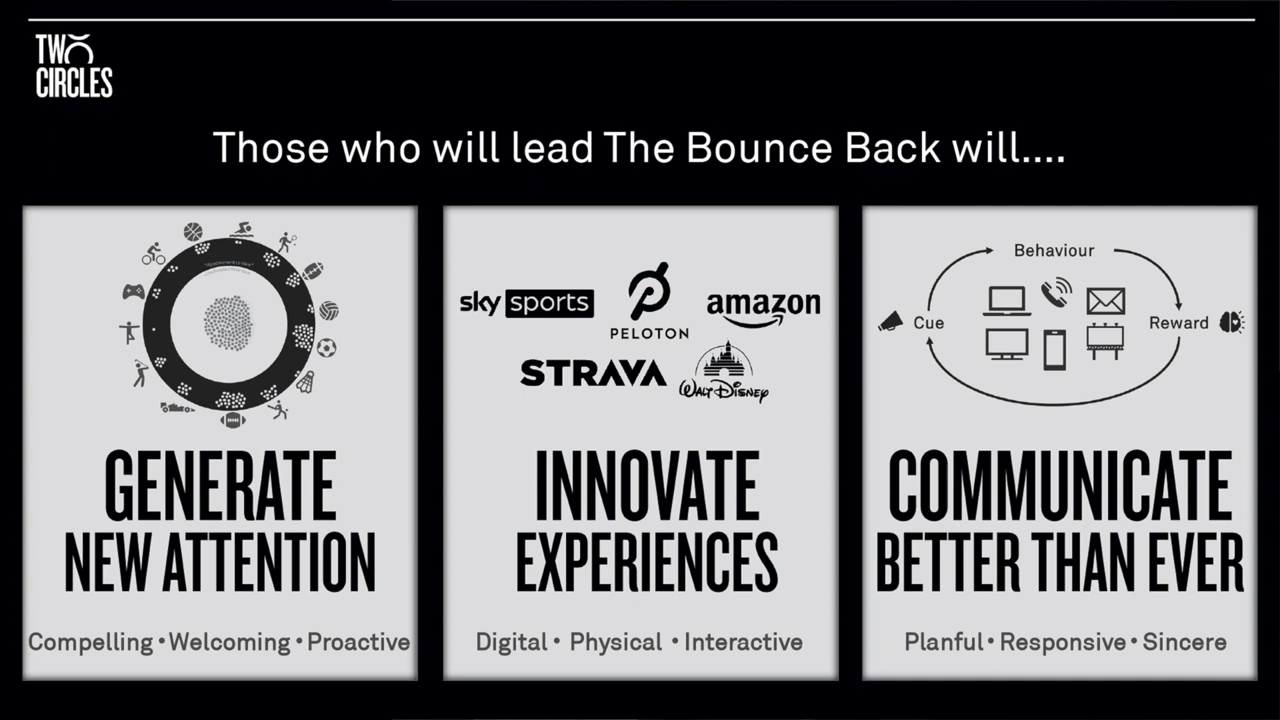 TWO
CIRCLES
Those who will lead The Bounce Back will....
GENERATE
NEW ATTENTION
Compelling • Welcoming • Proactive
sky sports
PELOTON
amazon
STRAVA
WALT DISNEY
INNOVATE
EXPERIENCES
Digital • Physical • Interactive
Behaviour
Cue
Reward
COMMUNICATE
BETTER THAN EVER
Planful • Responsive • Sincere